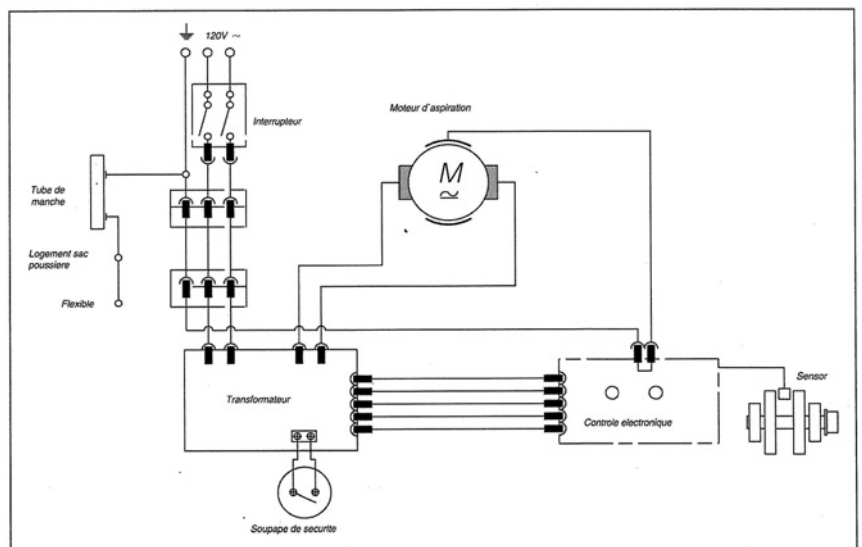 120V ~
Interrupteur
Moteur d'aspiration
M
Tube de
manche
Logement sac
poussiere
Flexible
Transformateur
Sensor
Controle electronique
Soupape de securite